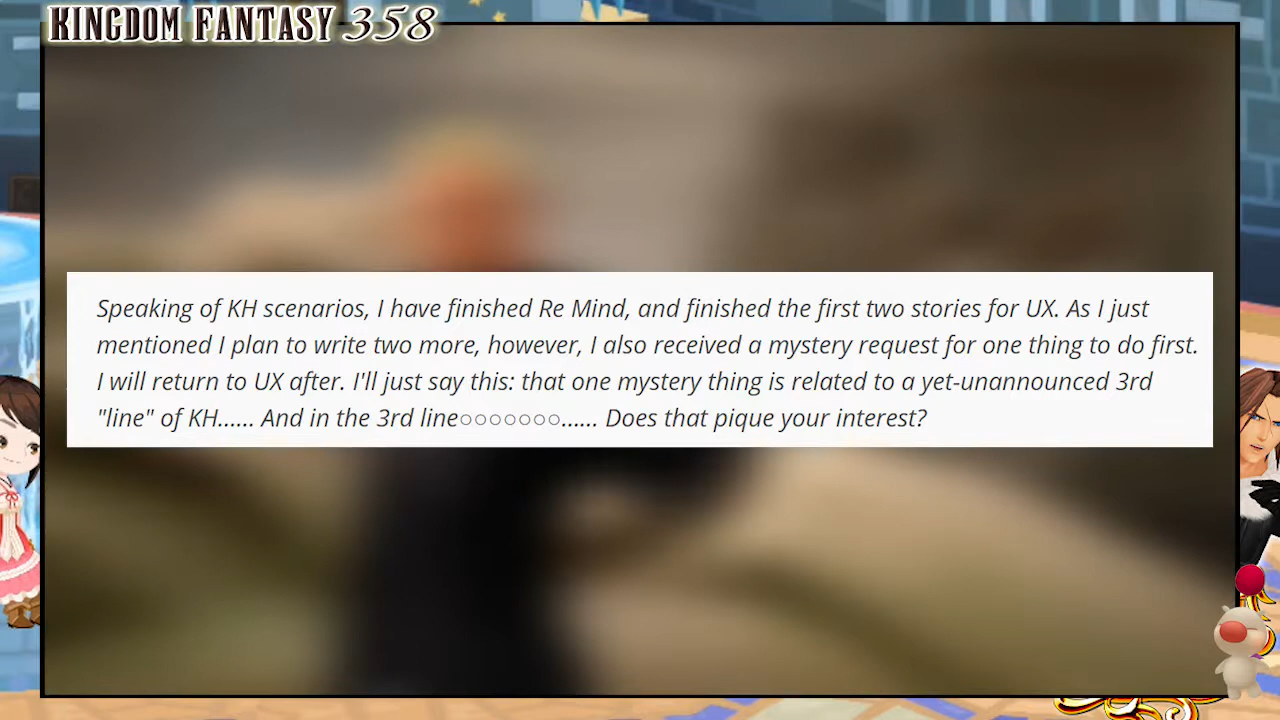 KINGDOM FANTASY 358
Speaking of KH scenarios, I have finished Re Mind, and finished the first two stories for UX. As I just
mentioned I plan to write two more, however, I also received a mystery request for one thing to do first.
I will return to UX after. I'll just say this: that one mystery thing is related to a yet-unannounced 3rd
"line" of KH...... And in the 3rd line○○○○○○○...... Does that pique your interest?